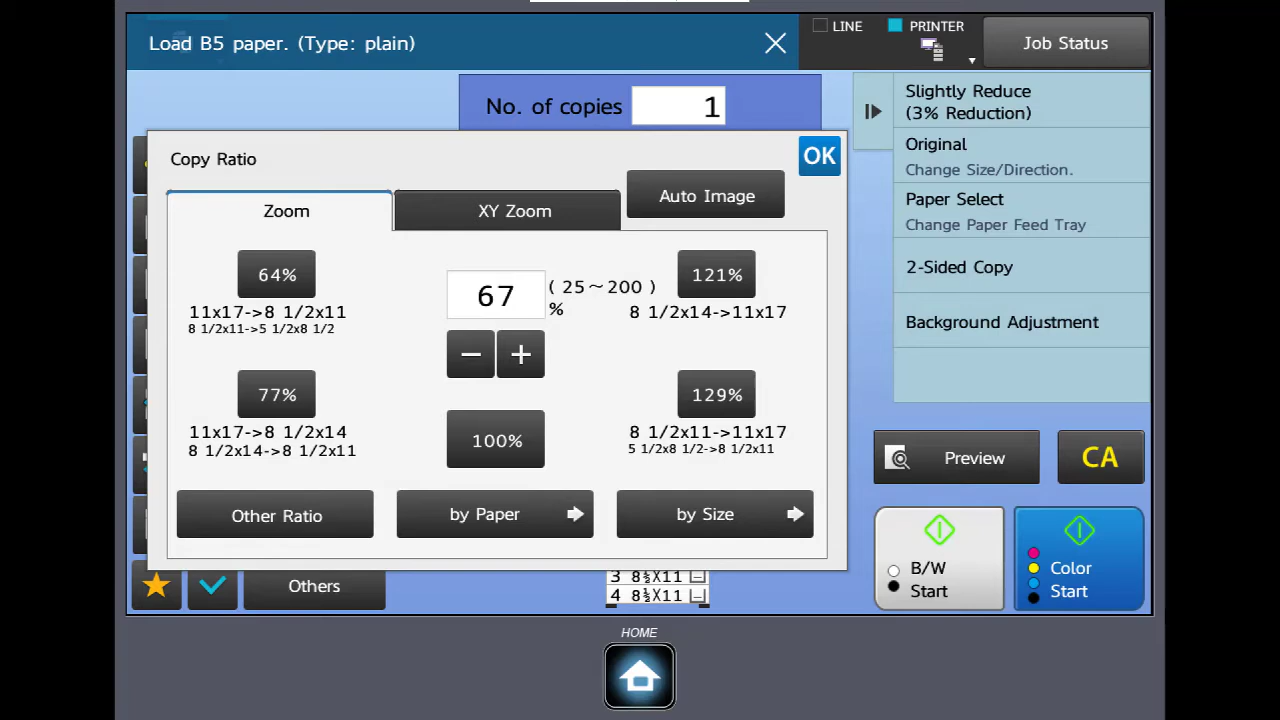 Load B5 paper. (Type: plain)
LINE
PRINTER
Job Status
No. of copies 1
Slightly Reduce
(3% Reduction)
Original
Change Size/Direction.
Paper Select
Change Paper Feed Tray
2-Sided Copy
Background Adjustment
Copy Ratio
OK
Zoom
XY Zoom
Auto Image
64%
11x17->8 1/2x11
8 1/2x11->5 1/2x8 1/2
67 (25~200) %
121%
8 1/2x14->11x17
− +
77%
11x17->8 1/2x14
8 1/2x14->8 1/2x11
100%
129%
8 1/2x11->11x17
5 1/2x8 1/2->8 1/2x11
Other Ratio
by Paper
by Size
Preview
CA
B/W
Start
Color
Start
Others
3 8½X11
4 8½X11
HOME